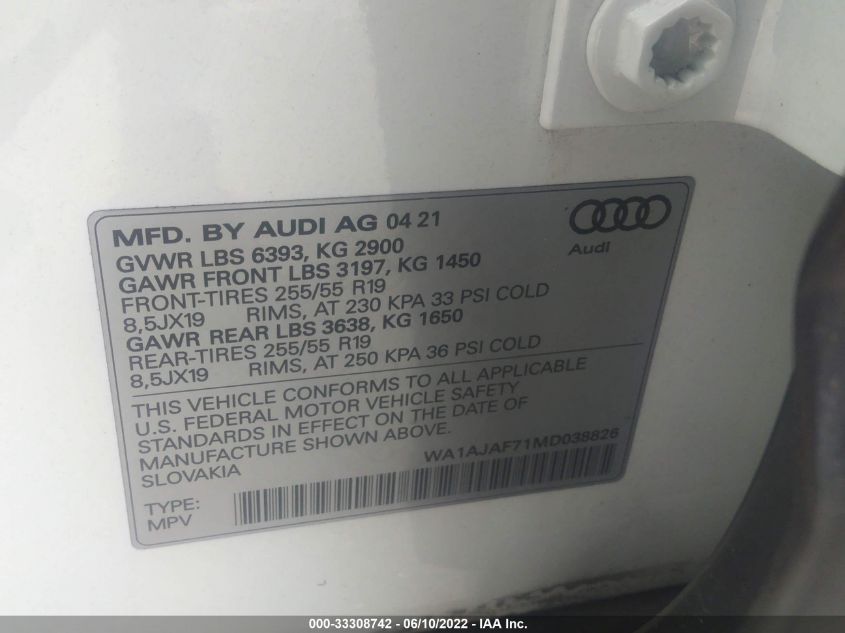 MFD. BY AUDI AG 04 21
Audi
GVWR LBS 6393, KG 2900
GAWR FRONT LBS 3197, KG 1450
FRONT-TIRES 255/55 R19
8,5JX19 RIMS, AT 230 KPA 33 PSI COLD
GAWR REAR LBS 3638, KG 1650
REAR-TIRES 255/55 R19
8,5JX19 RIMS, AT 250 KPA 36 PSI COLD
THIS VEHICLE CONFORMS TO ALL APPLICABLE
U.S. FEDERAL MOTOR VEHICLE SAFETY
STANDARDS IN EFFECT ON THE DATE OF
MANUFACTURE SHOWN ABOVE.
SLOVAKIA WA1AJAF71MD038826
TYPE:
MPV
000-33308742 - 06/10/2022 - IAA Inc.